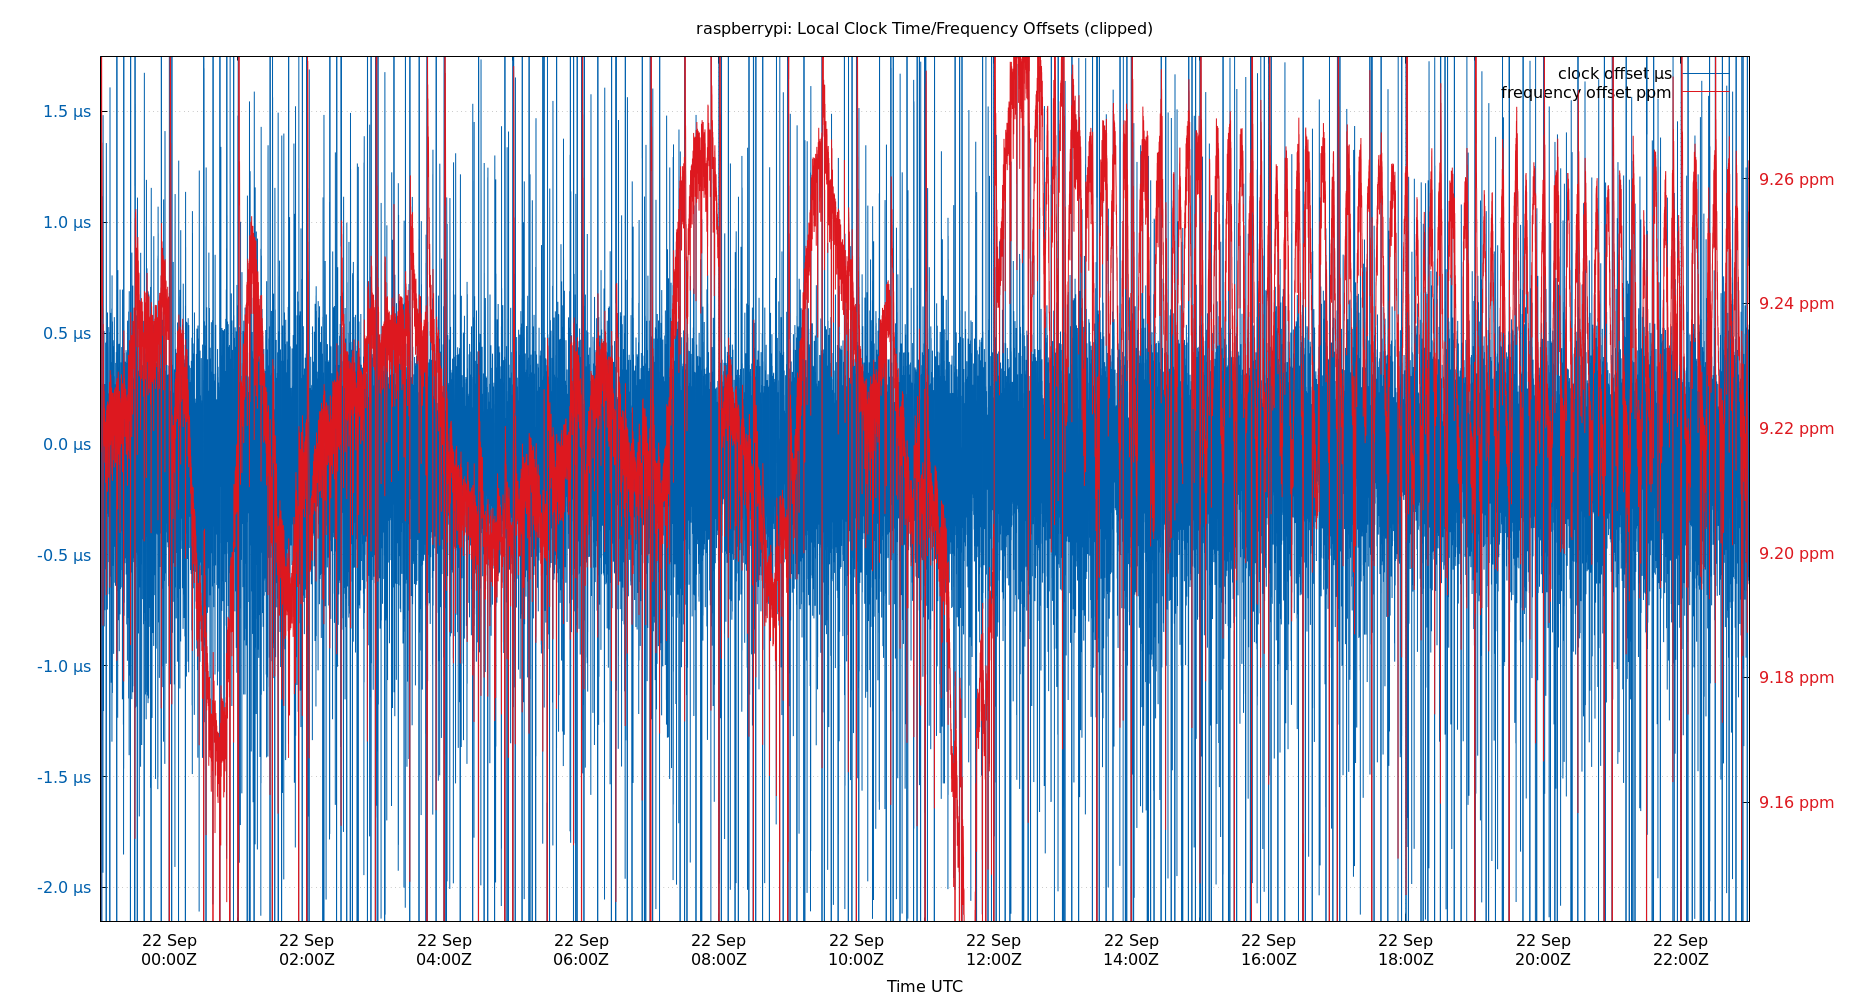 raspberrypi: Local Clock Time/Frequency Offsets (clipped)
clock offset µs
frequency offset ppm
1.5 µs
1.0 µs
0.5 µs
0.0 µs
-0.5 µs
-1.0 µs
-1.5 µs
-2.0 µs
9.26 ppm
9.24 ppm
9.22 ppm
9.20 ppm
9.18 ppm
9.16 ppm
22 Sep 22 Sep 22 Sep 22 Sep 22 Sep 22 Sep 22 Sep 22 Sep 22 Sep 22 Sep 22 Sep 22 Sep
00:00Z 02:00Z 04:00Z 06:00Z 08:00Z 10:00Z 12:00Z 14:00Z 16:00Z 18:00Z 20:00Z 22:00Z
Time UTC